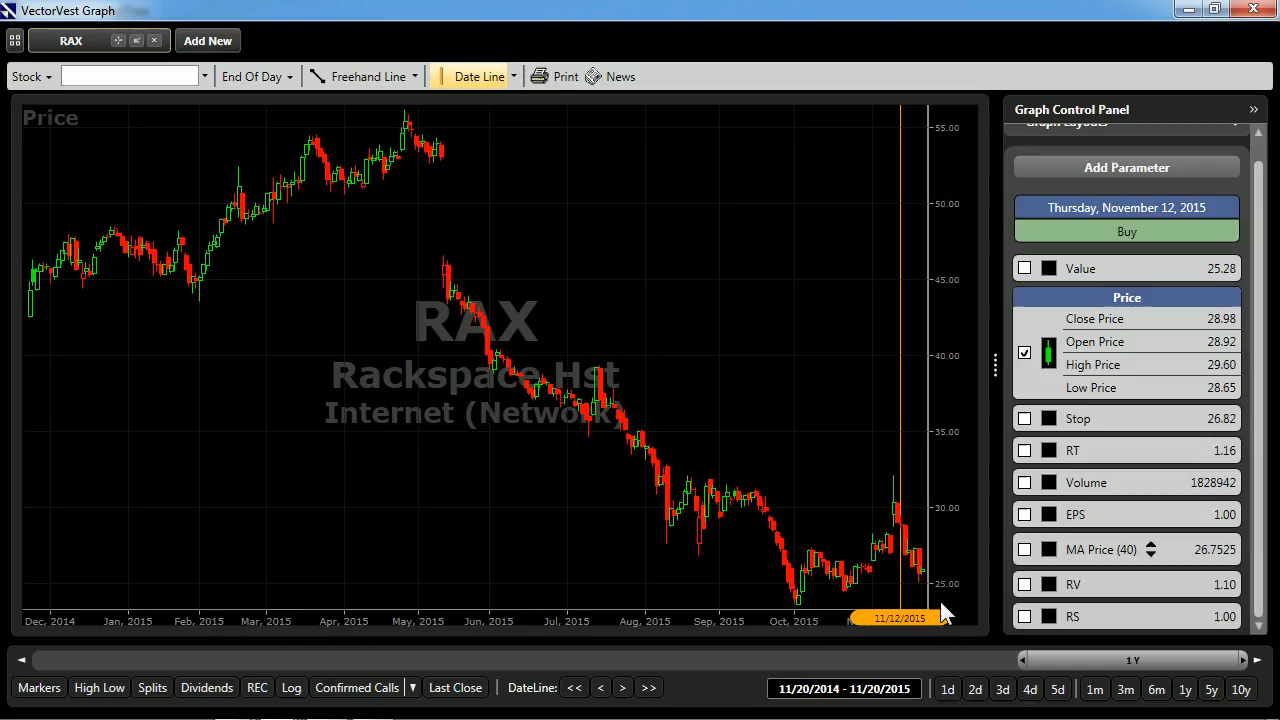 VectorVest Graph
RAX
Add New
Stock
End Of Day
Freehand Line
Date Line
Print
News
Price
RAX
Rackspace Hst
Internet (Network)
55.00
50.00
45.00
40.00
35.00
30.00
25.00
Dec, 2014 Jan, 2015 Feb, 2015 Mar, 2015 Apr, 2015 May, 2015 Jun, 2015 Jul, 2015 Aug, 2015 Sep, 2015 Oct, 2015 11/12/2015
Graph Control Panel
Graph Layouts
Add Parameter
Thursday, November 12, 2015
Buy
Value 25.28
Price
Close Price 28.98
Open Price 28.92
High Price 29.60
Low Price 28.65
Stop 26.82
RT 1.16
Volume 1828942
EPS 1.00
MA Price (40) 26.7525
RV 1.10
RS 1.00
1 Y
Markers High Low Splits Dividends REC Log Confirmed Calls Last Close DateLine: << < > >> 11/20/2014 - 11/20/2015 1d 2d 3d 4d 5d 1m 3m 6m 1y 5y 10y